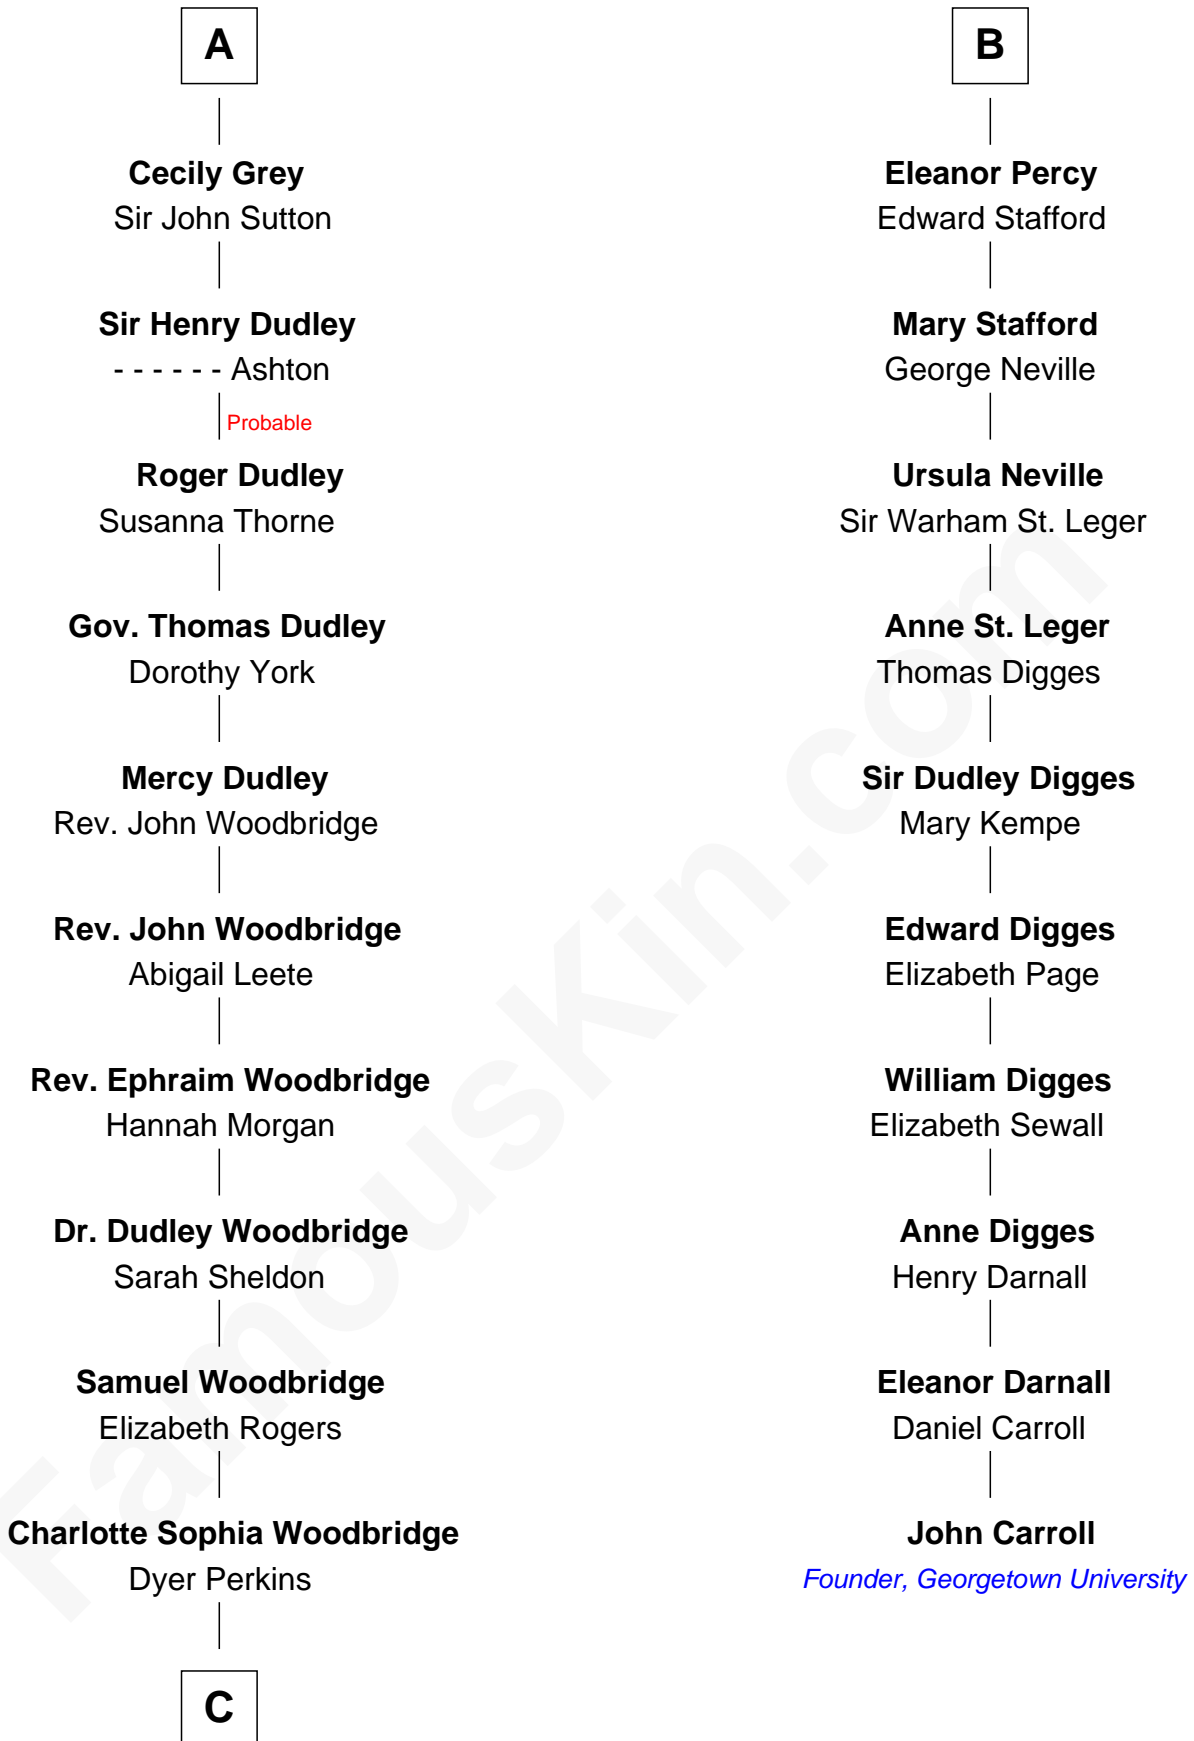 A
Cecily Grey
Sir John Sutton
Sir Henry Dudley
- - - - - - Ashton
Probable
Roger Dudley
Susanna Thorne
Gov. Thomas Dudley
Dorothy York
Mercy Dudley
Rev. John Woodbridge
Rev. John Woodbridge
Abigail Leete
Rev. Ephraim Woodbridge
Hannah Morgan
Dr. Dudley Woodbridge
Sarah Sheldon
Samuel Woodbridge
Elizabeth Rogers
Charlotte Sophia Woodbridge
Dyer Perkins
C
B
Eleanor Percy
Edward Stafford
Mary Stafford
George Neville
Ursula Neville
Sir Warham St. Leger
Anne St. Leger
Thomas Digges
Sir Dudley Digges
Mary Kempe
Edward Digges
Elizabeth Page
William Digges
Elizabeth Sewall
Anne Digges
Henry Darnall
Eleanor Darnall
Daniel Carroll
John Carroll
Founder, Georgetown University
FamousKin.com